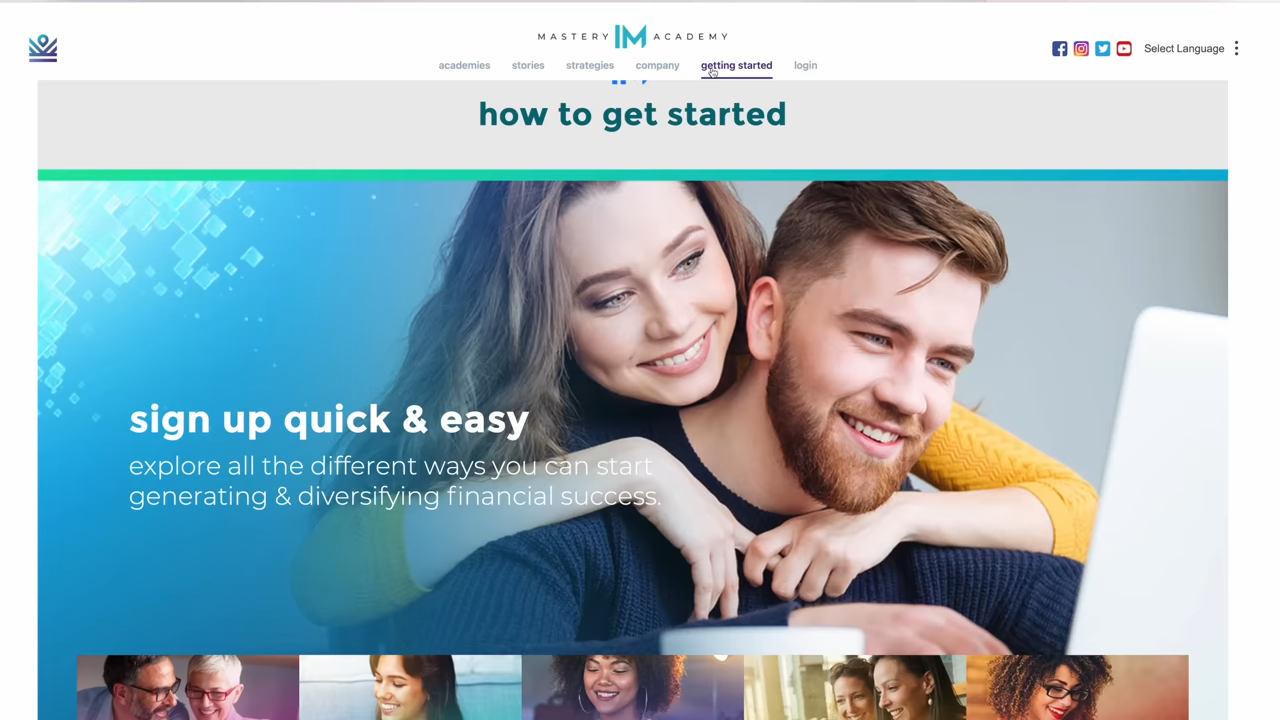 MASTERY IM ACADEMY
Select Language
academies stories strategies company getting started login
how to get started
sign up quick & easy
explore all the different ways you can start
generating & diversifying financial success.